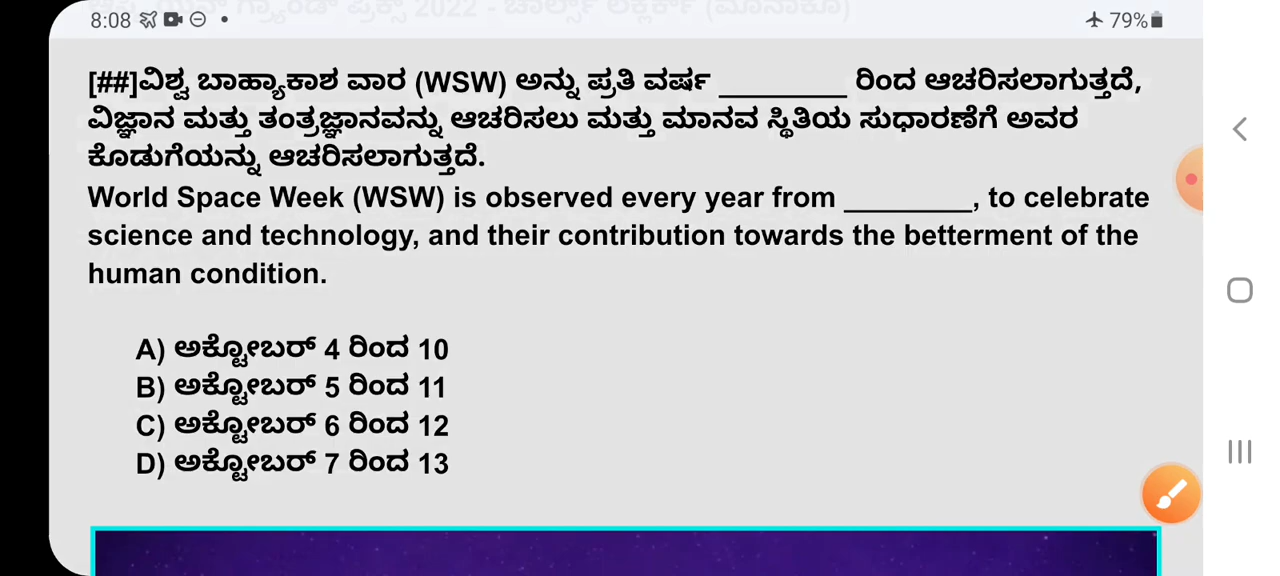 ಗ್ರ್ಯಾಂಡ್ ಪ್ರಿಕ್ಸ್ 2022 - ಚಾರ್ಲ್ಸ್ ಲೆಕ್ಲರ್ಕ್ (ಮೊನಾಕೊ)
8:08 79%
[##]ವಿಶ್ವ ಬಾಹ್ಯಾಕಾಶ ವಾರ (WSW) ಅನ್ನು ಪ್ರತಿ ವರ್ಷ ________ ರಿಂದ ಆಚರಿಸಲಾಗುತ್ತದೆ,
ವಿಜ್ಞಾನ ಮತ್ತು ತಂತ್ರಜ್ಞಾನವನ್ನು ಆಚರಿಸಲು ಮತ್ತು ಮಾನವ ಸ್ಥಿತಿಯ ಸುಧಾರಣೆಗೆ ಅವರ
ಕೊಡುಗೆಯನ್ನು ಆಚರಿಸಲಾಗುತ್ತದೆ.
World Space Week (WSW) is observed every year from ________, to celebrate
science and technology, and their contribution towards the betterment of the
human condition.
A) ಅಕ್ಟೋಬರ್ 4 ರಿಂದ 10
B) ಅಕ್ಟೋಬರ್ 5 ರಿಂದ 11
C) ಅಕ್ಟೋಬರ್ 6 ರಿಂದ 12
D) ಅಕ್ಟೋಬರ್ 7 ರಿಂದ 13